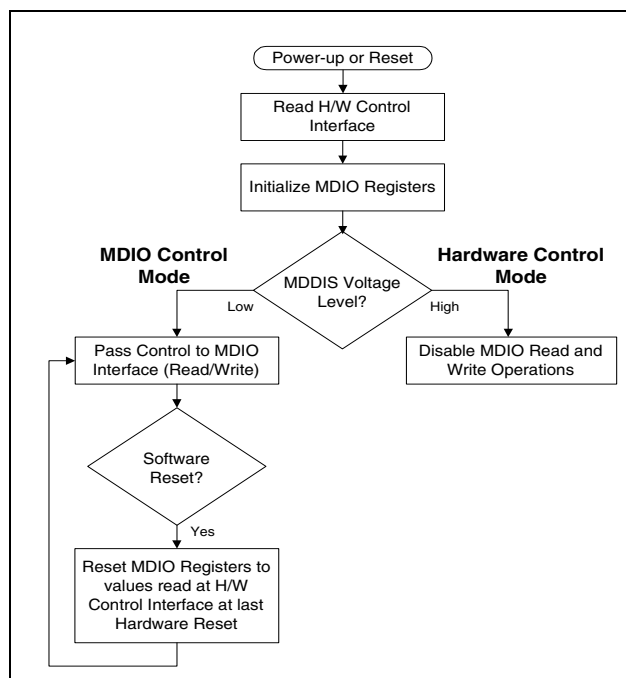 Power-up or Reset
Read H/W Control
Interface
Initialize MDIO Registers
MDIO Control
Mode
Hardware Control
Mode
MDDIS Voltage
Level?
Low
High
Pass Control to MDIO
Interface (Read/Write)
Disable MDIO Read and
Write Operations
Software
Reset?
Yes
Reset MDIO Registers to
values read at H/W
Control Interface at last
Hardware Reset